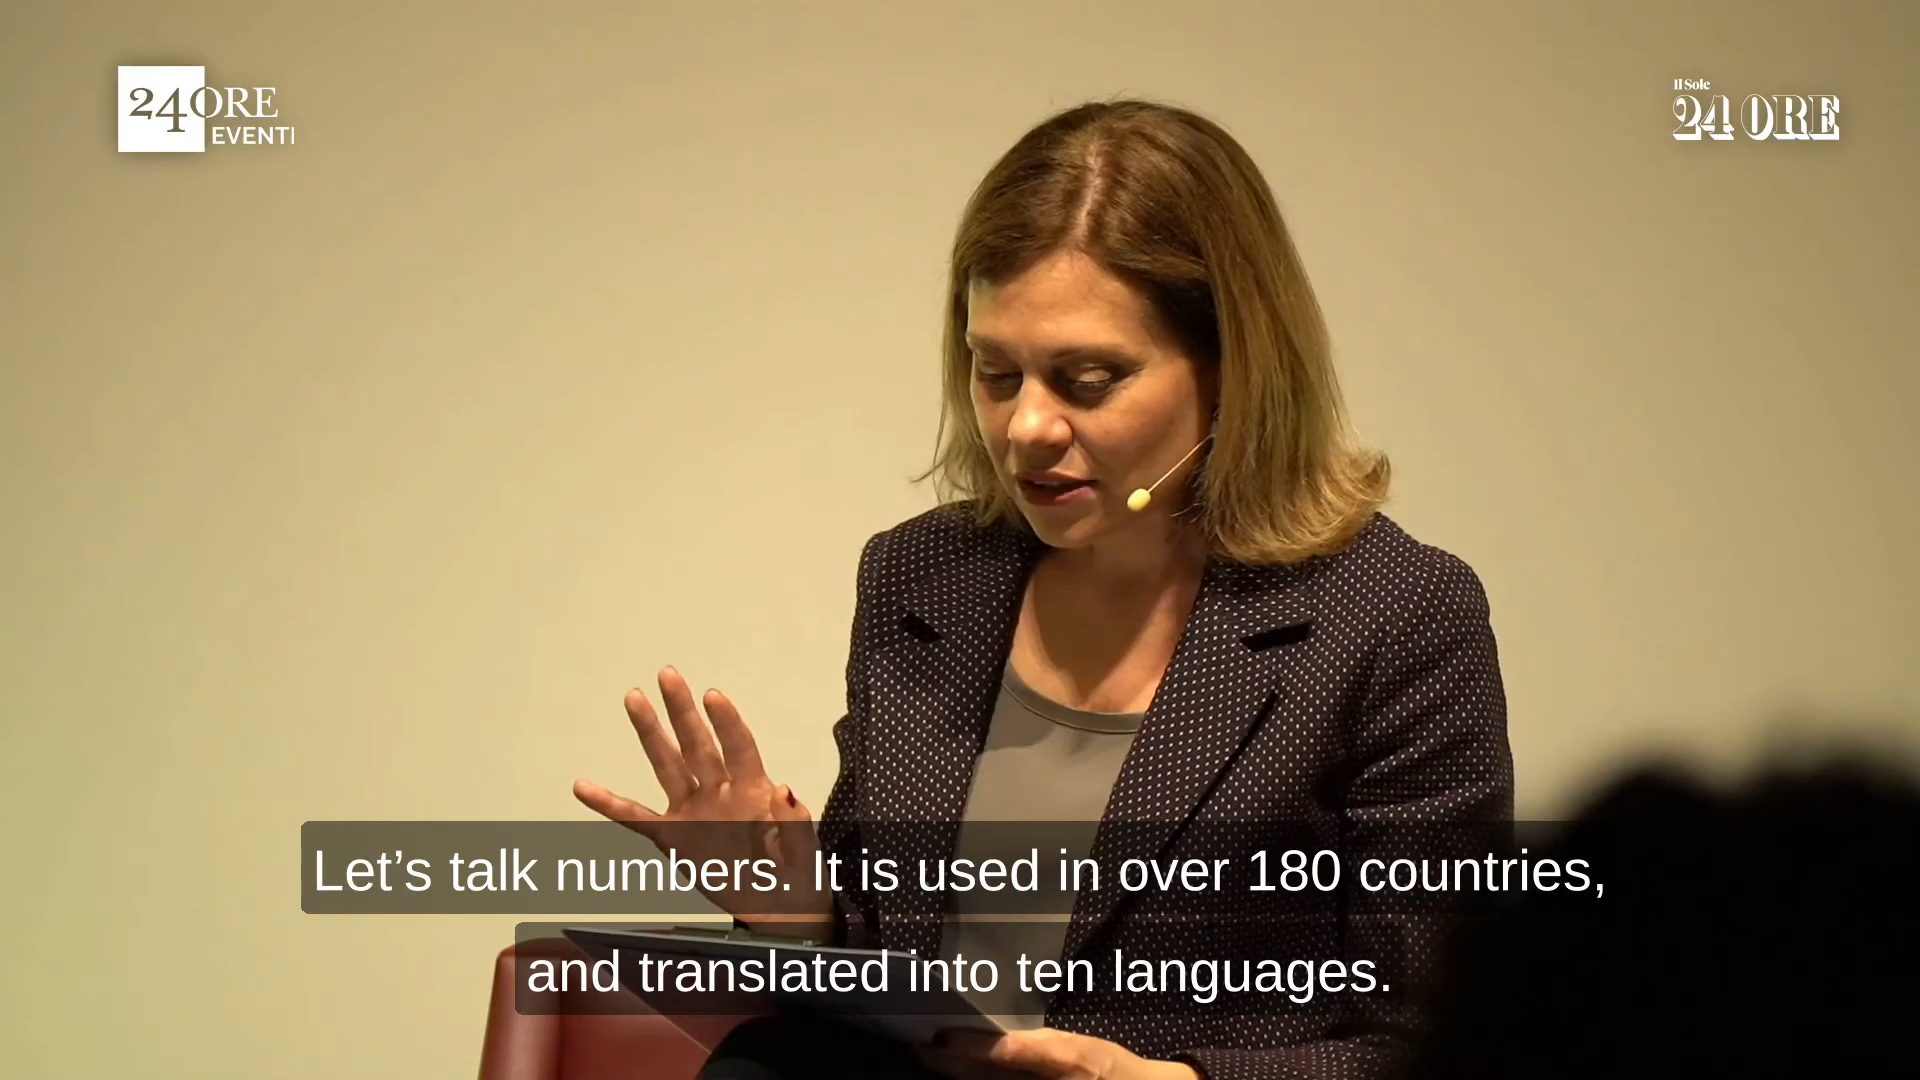 24ORE
EVENTI
Il Sole
24 ORE
Let’s talk numbers. It is used in over 180 countries,
and translated into ten languages.